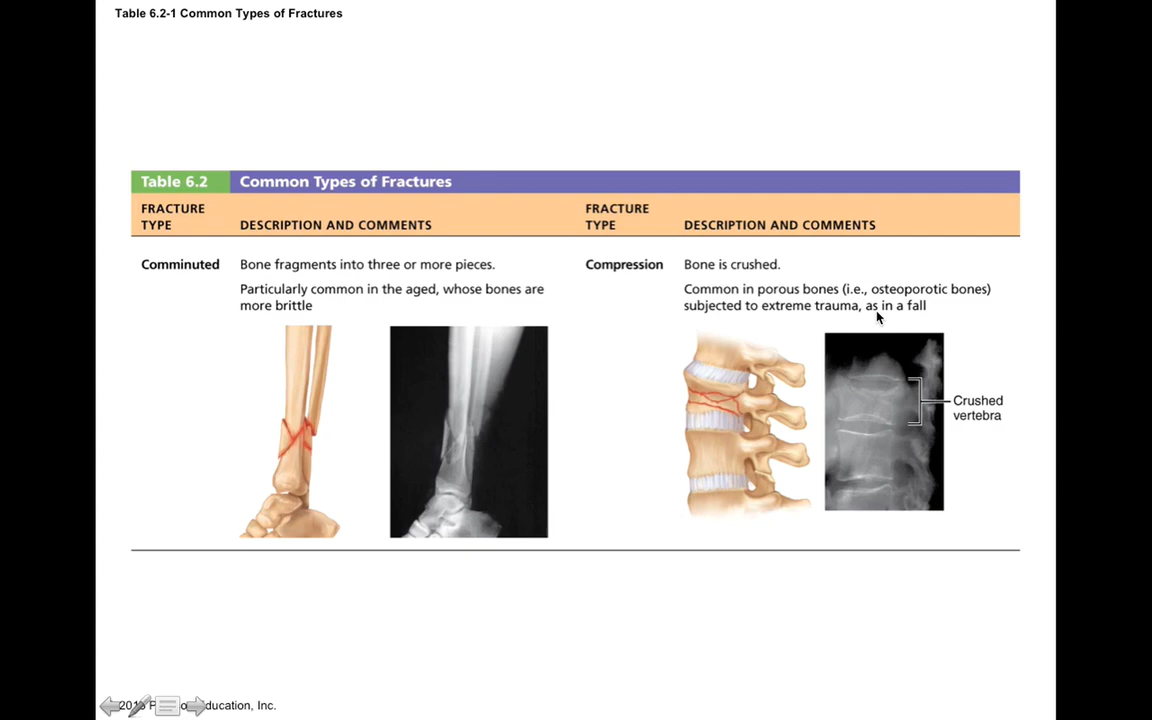 Table 6.2-1 Common Types of Fractures
Table 6.2 Common Types of Fractures
FRACTURE
TYPE DESCRIPTION AND COMMENTS
FRACTURE
TYPE DESCRIPTION AND COMMENTS
Comminuted Bone fragments into three or more pieces.
Particularly common in the aged, whose bones are
more brittle
Compression Bone is crushed.
Common in porous bones (i.e., osteoporotic bones)
subjected to extreme trauma, as in a fall
Crushed
vertebra
Inc.